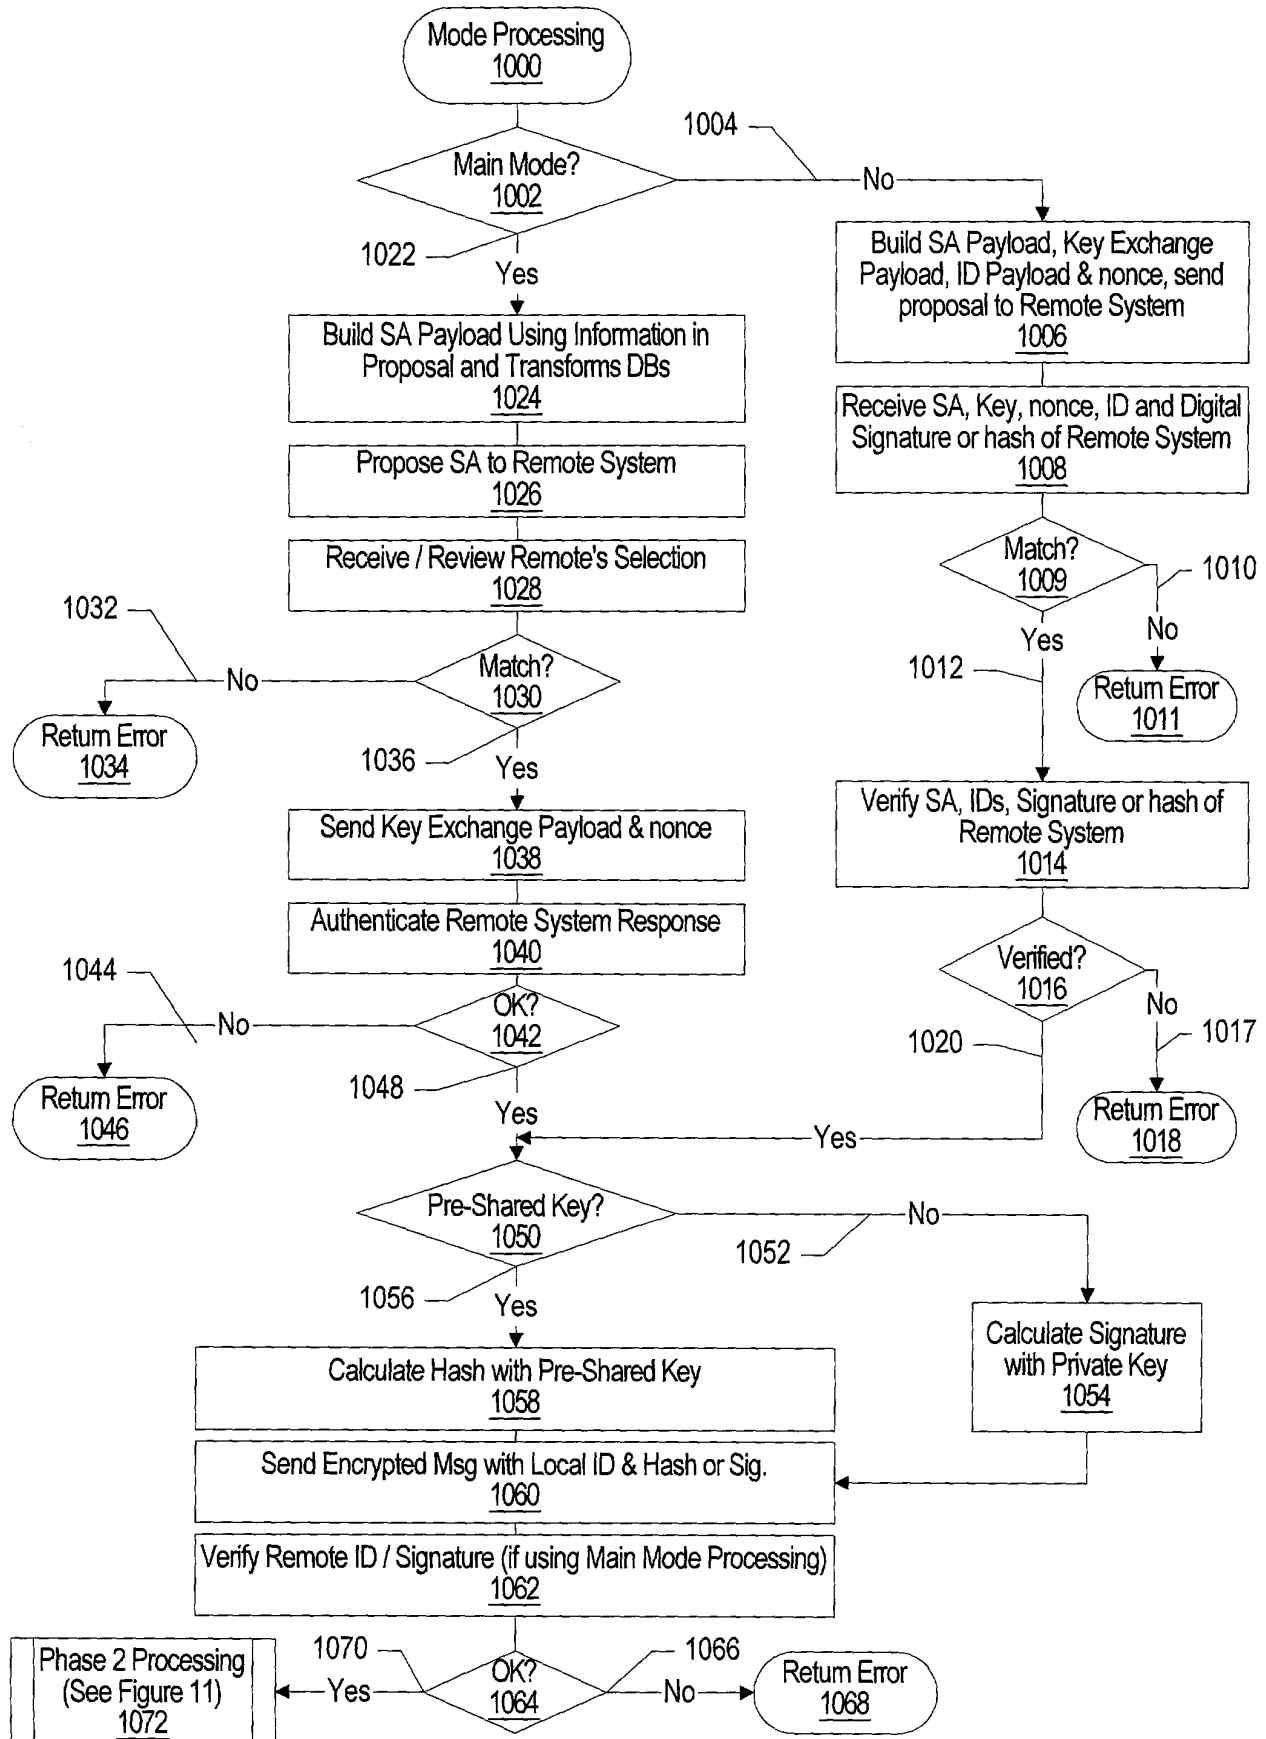 Mode Processing
1000
1004
Main Mode?
1002
No
1022
Yes
Build SA Payload, Key Exchange
Payload, ID Payload & nonce, send
proposal to Remote System
1006
Build SA Payload Using Information in
Proposal and Transforms DBs
1024
Receive SA, Key, nonce, ID and Digital
Signature or hash of Remote System
1008
Propose SA to Remote System
1026
Receive / Review Remote's Selection
1028
Match?
1009
1010
Yes
No
1012
Return Error
1011
1032
No
Match?
1030
Return Error
1034
1036
Yes
Verify SA, IDs, Signature or hash of
Remote System
1014
Send Key Exchange Payload & nonce
1038
Authenticate Remote System Response
1040
Verified?
1016
No
1017
1020
Return Error
1018
1044
No
OK?
1042
Return Error
1046
1048
Yes
Yes
Pre-Shared Key?
1050
No
1052
1056
Yes
Calculate Signature
with Private Key
1054
Calculate Hash with Pre-Shared Key
1058
Send Encrypted Msg with Local ID & Hash or Sig.
1060
Verify Remote ID / Signature (if using Main Mode Processing)
1062
Phase 2 Processing
(See Figure 11)
1072
1070
Yes
OK?
1064
1066
No
Return Error
1068